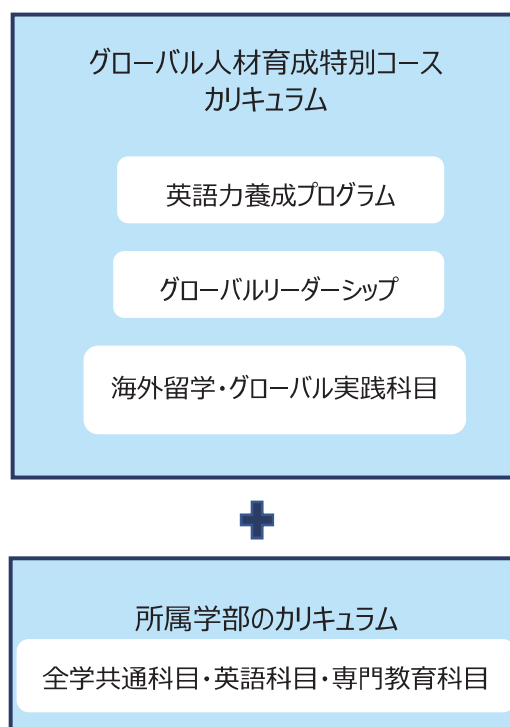 グローバル人材育成特別コース
カリキュラム
英語力養成プログラム
グローバルリーダーシップ
海外留学・グローバル実践科目
所属学部のカリキュラム
全学共通科目・英語科目・専門教育科目